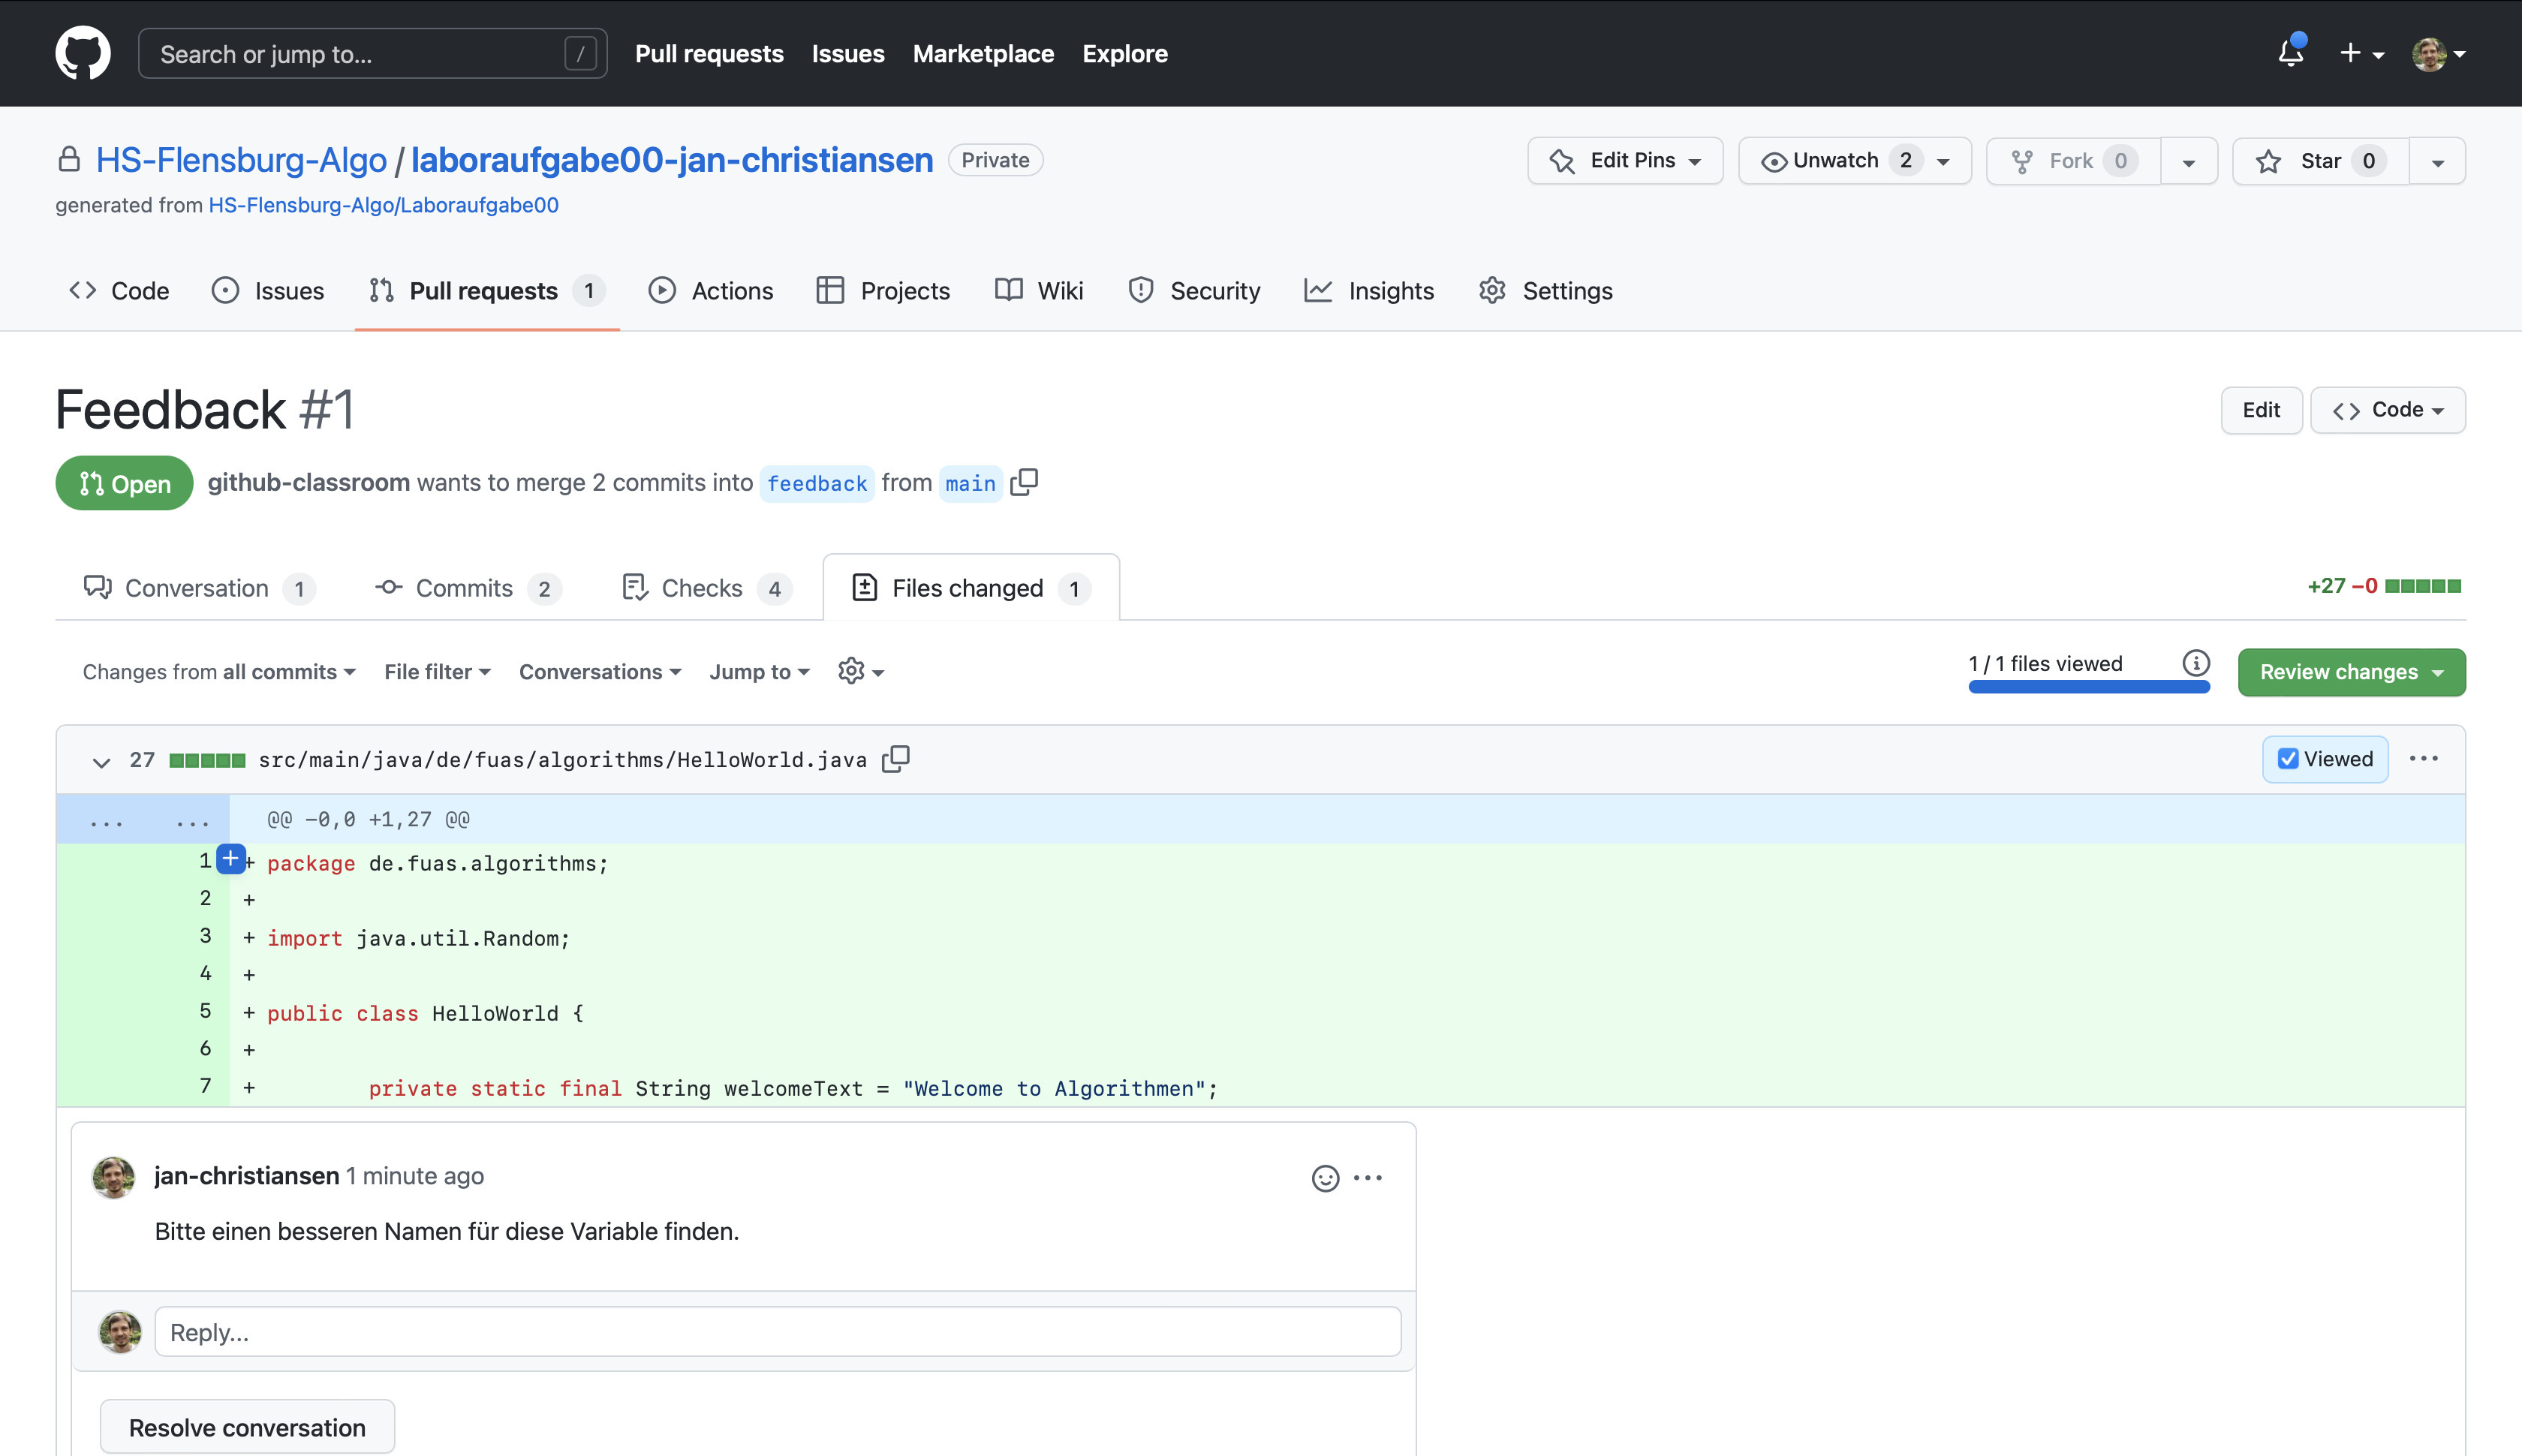 Search or jump to... / Pull requests Issues Marketplace Explore
HS-Flensburg-Algo / laboraufgabe00-jan-christiansen Private Edit Pins Unwatch 2 Fork 0 Star 0
generated from HS-Flensburg-Algo/Laboraufgabe00
Code Issues Pull requests 1 Actions Projects Wiki Security Insights Settings
Feedback #1 Edit Code
Open github-classroom wants to merge 2 commits into feedback from main
Conversation 1 Commits 2 Checks 4 Files changed 1 +27 −0
Changes from all commits File filter Conversations Jump to 1 / 1 files viewed Review changes
27 src/main/java/de/fuas/algorithms/HelloWorld.java Viewed ...
... ... @@ -0,0 +1,27 @@
1 + + package de.fuas.algorithms;
2 +
3 + import java.util.Random;
4 +
5 + public class HelloWorld {
6 +
7 + private static final String welcomeText = "Welcome to Algorithmen";
jan-christiansen 1 minute ago ...
Bitte einen besseren Namen für diese Variable finden.
Reply...
Resolve conversation